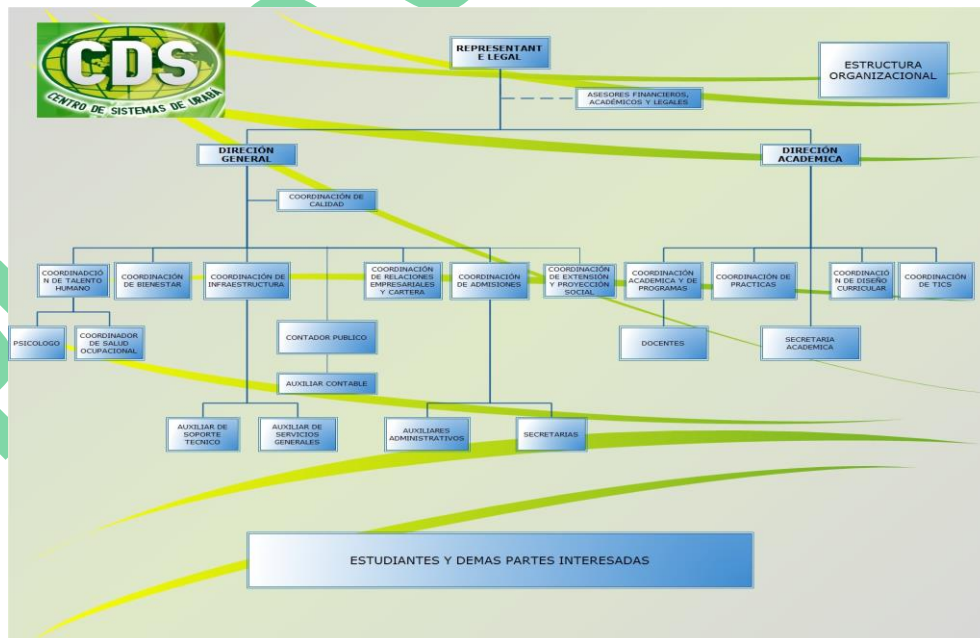 CDS
CENTRO DE SISTEMAS DE URABÁ
REPRESENTANT
E LEGAL
ESTRUCTURA
ORGANIZACIONAL
ASESORES FINANCIEROS,
ACADÉMICOS Y LEGALES
DIRECIÓN
GENERAL
DIRECIÓN
ACADEMICA
COORDINACIÓN DE
CALIDAD
COORDINADCIÓ
N DE TALENTO
HUMANO
COORDINACIÓN
DE BIENESTAR
COORDINACIÓN DE
INFRAESTRUCTURA
COORDINACIÓN
DE RELACIONES
EMPRESARIALES
Y CARTERA
COORDINACIÓN
DE ADMISIONES
COORDINACIÓN
DE EXTENSIÓN
Y PROYECCIÓN
SOCIAL
COORDINACIÓN
ACADEMICA Y DE
PROGRAMAS
COORDINACIÓN DE
PRACTICAS
COORDINACIÓ
N DE DISEÑO
CURRICULAR
COORDINACIÓN
DE TICS
PSICOLOGO
COORDINADOR
DE SALUD
OCUPACIONAL
CONTADOR PUBLICO
DOCENTES
SECRETARIA
ACADEMICA
AUXILIAR CONTABLE
AUXILIAR DE
SOPORTE
TECNICO
AUXILIAR DE
SERVICIOS
GENERALES
AUXILIARES
ADMINISTRATIVOS
SECRETARIAS
ESTUDIANTES Y DEMAS PARTES INTERESADAS